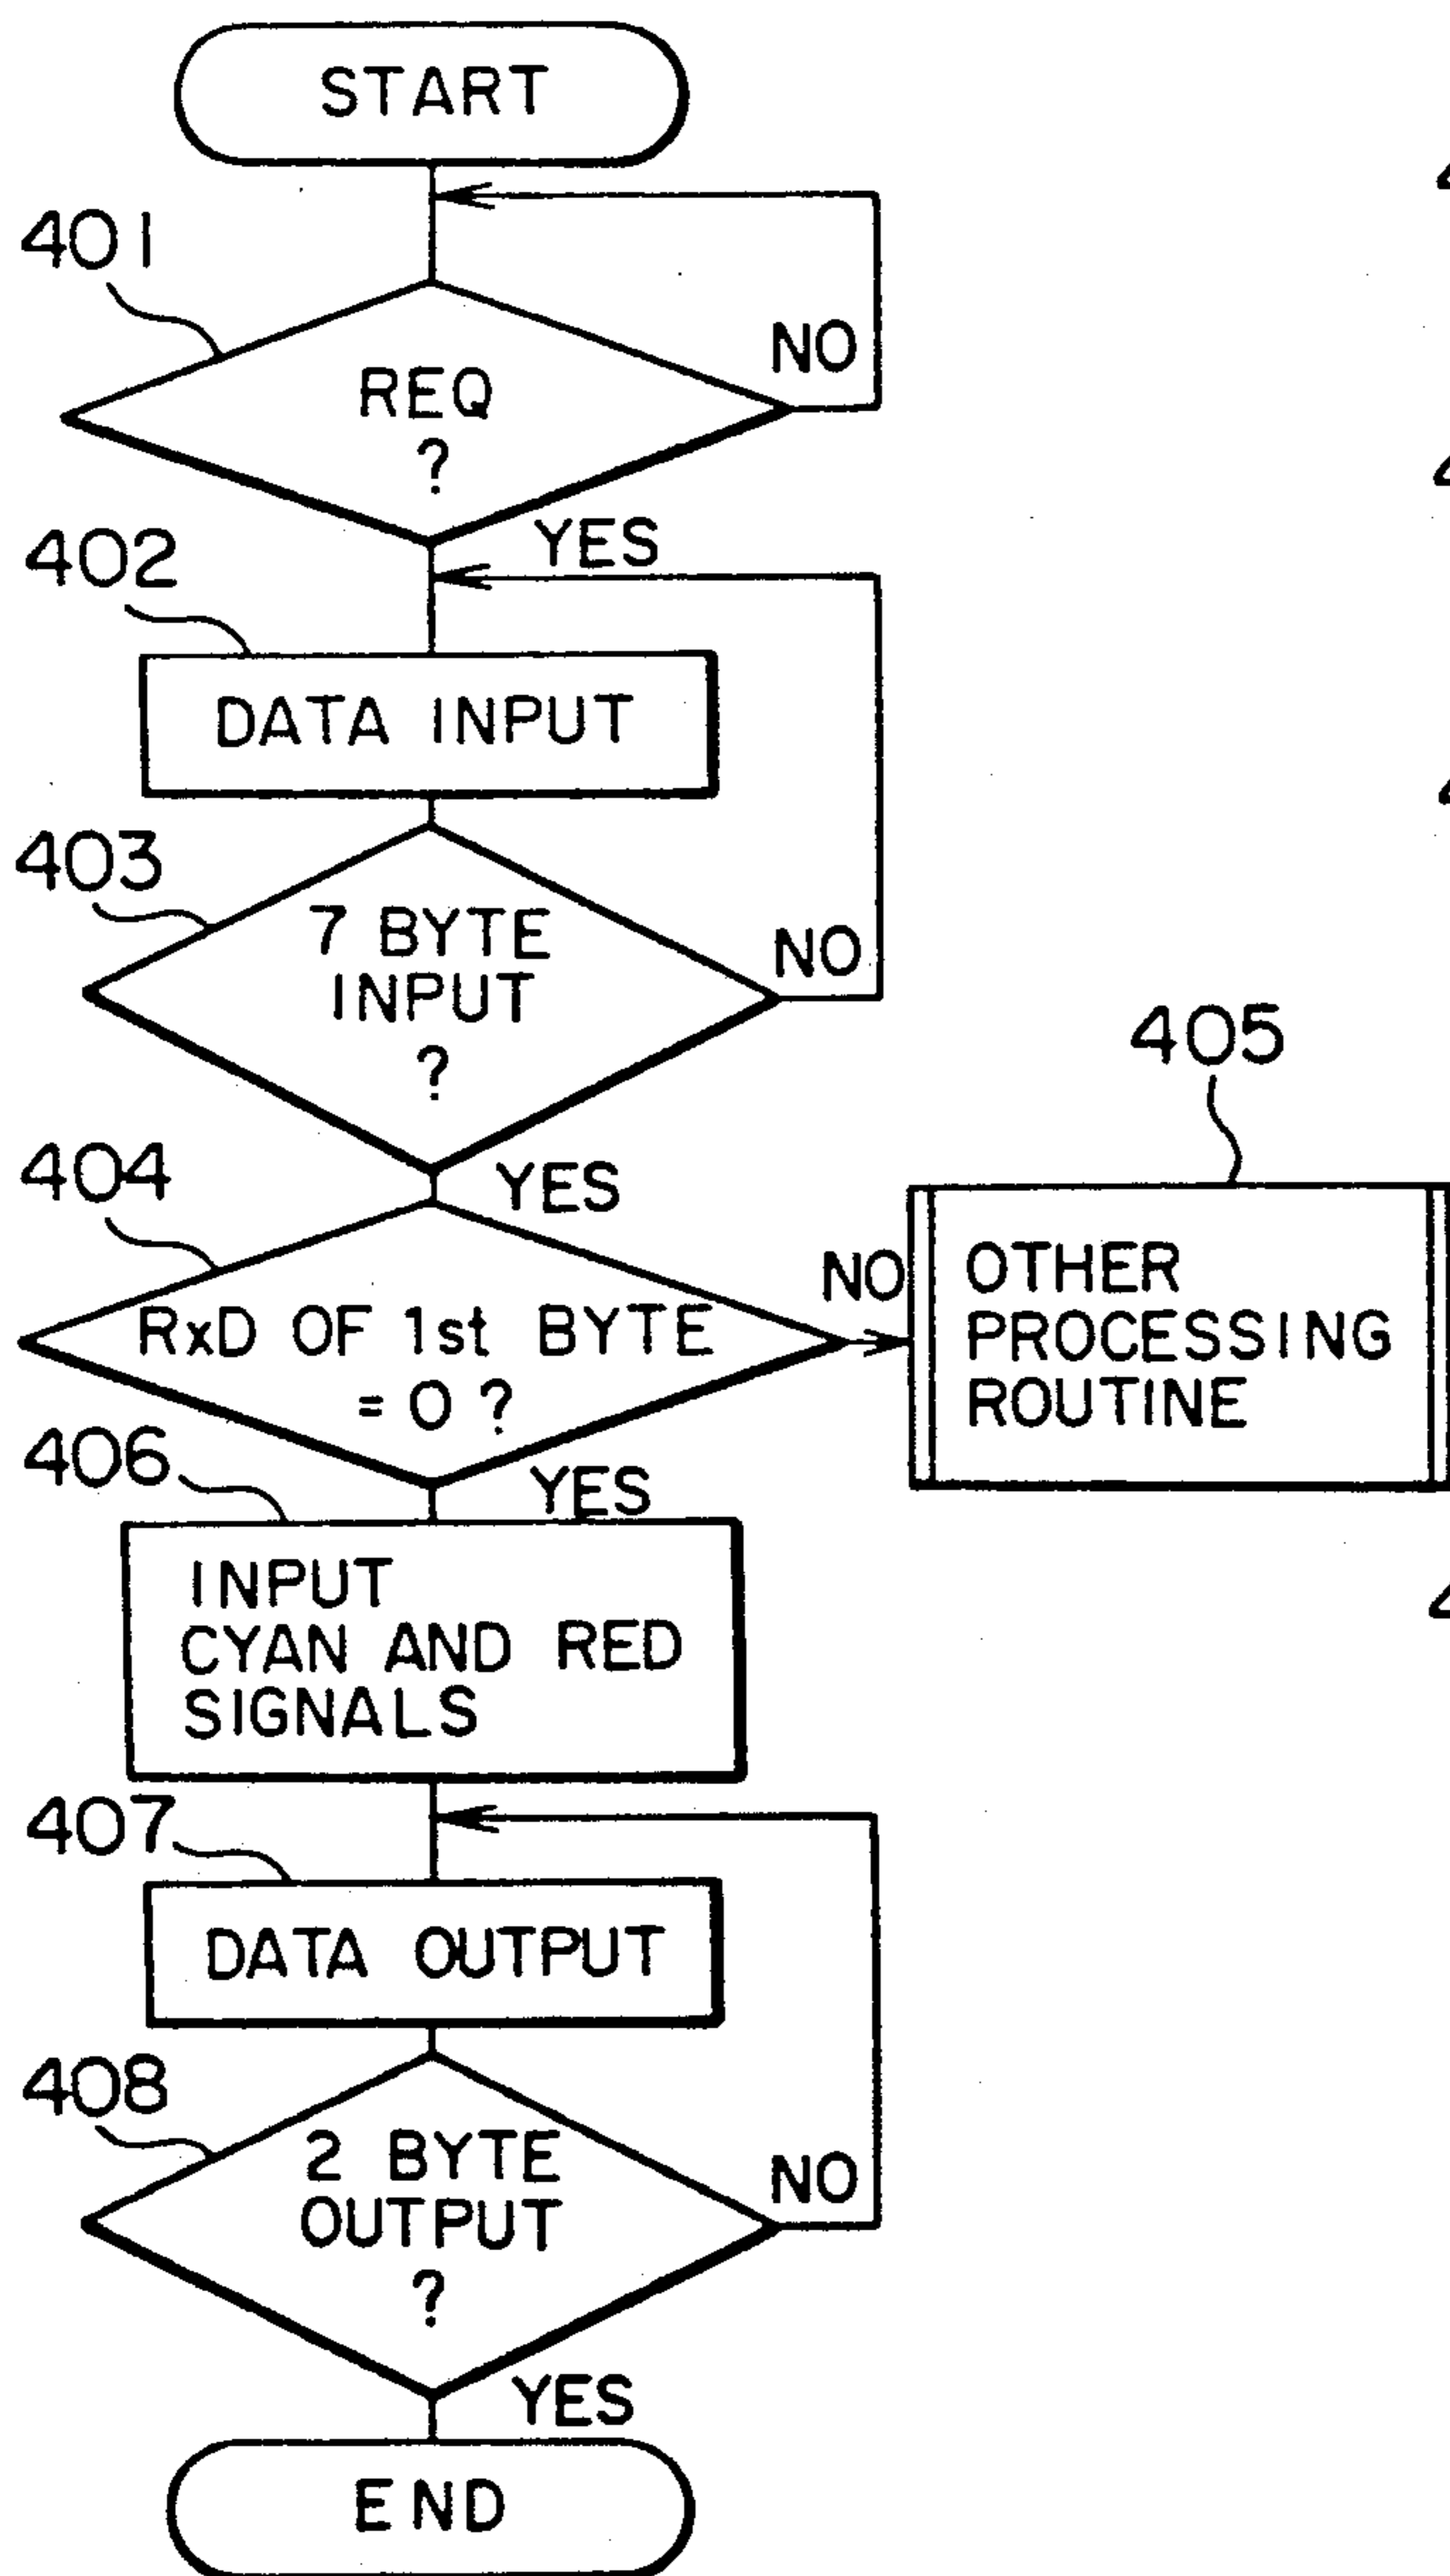 START
401
REQ
?
NO
YES
402
DATA INPUT
403
7 BYTE
INPUT
?
NO
YES
404
RxD OF 1st BYTE
= 0 ?
NO
405
OTHER
PROCESSING
ROUTINE
YES
406
INPUT
CYAN AND RED
SIGNALS
407
DATA OUTPUT
408
2 BYTE
OUTPUT
?
NO
YES
END